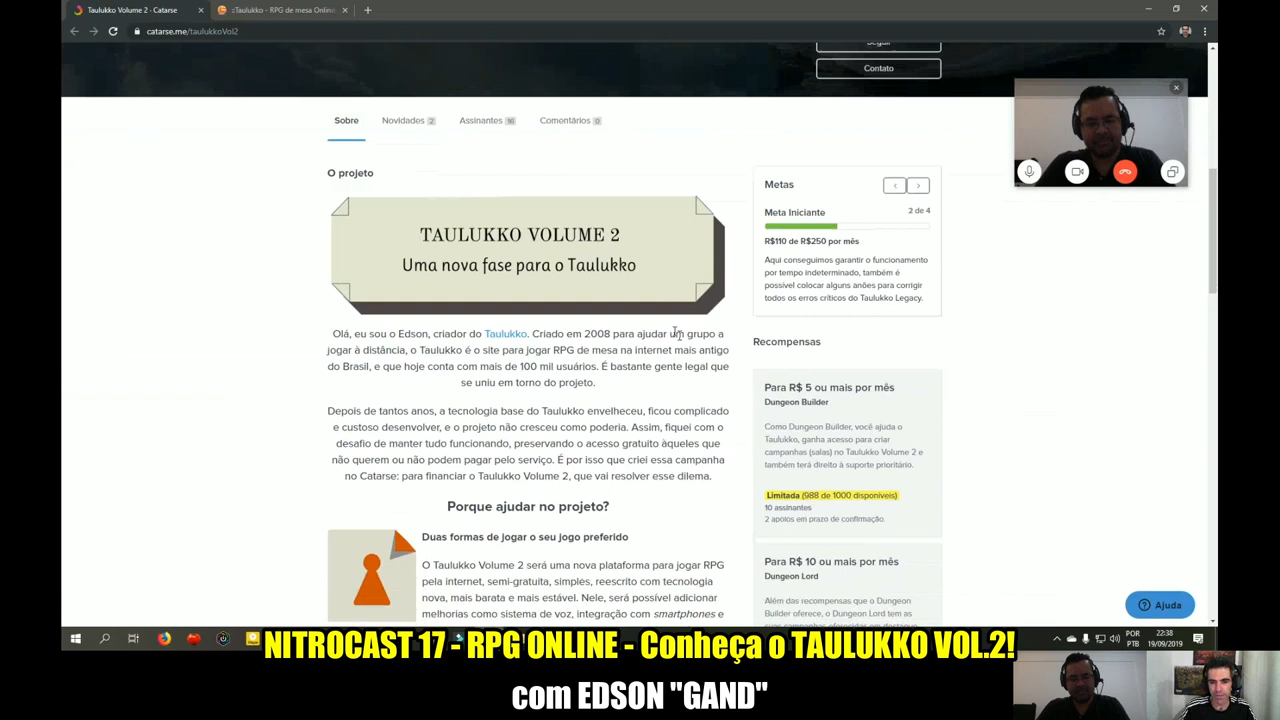 Taulukko Volume 2 - Catarse
::Taulukko - RPG de mesa Online
catarse.me/taulukkoVol2
Seguir
Contato
Sobre
Novidades 2
Assinantes 16
Comentários 0
O projeto
TAULUKKO VOLUME 2
Uma nova fase para o Taulukko
Olá, eu sou o Edson, criador do Taulukko. Criado em 2008 para ajudar um grupo a
jogar à distância, o Taulukko é o site para jogar RPG de mesa na internet mais antigo
do Brasil, e que hoje conta com mais de 100 mil usuários. É bastante gente legal que
se uniu em torno do projeto.
Depois de tantos anos, a tecnologia base do Taulukko envelheceu, ficou complicado
e custoso desenvolver, e o projeto não cresceu como poderia. Assim, fiquei com o
desafio de manter tudo funcionando, preservando o acesso gratuito àqueles que
não querem ou não podem pagar pelo serviço. É por isso que criei essa campanha
no Catarse: para financiar o Taulukko Volume 2, que vai resolver esse dilema.
Porque ajudar no projeto?
Duas formas de jogar o seu jogo preferido
O Taulukko Volume 2 será uma nova plataforma para jogar RPG
pela internet, semi-gratuita, simples, reescrito com tecnologia
nova, mais barata e mais estável. Nele, será possível adicionar
melhorias como sistema de voz, integração com smartphones e
Metas
Meta Iniciante
2 de 4
R$110 de R$250 por mês
Aqui conseguimos garantir o funcionamento
por tempo indeterminado, também é
possível colocar alguns anões para corrigir
todos os erros críticos do Taulukko Legacy.
Recompensas
Para R$ 5 ou mais por mês
Dungeon Builder
Como Dungeon Builder, você ajuda o
Taulukko, ganha acesso para criar
campanhas (salas) no Taulukko Volume 2 e
também terá direito à suporte prioritário.
Limitada (988 de 1000 disponíveis)
10 assinantes
2 apoios em prazo de confirmação.
Para R$ 10 ou mais por mês
Dungeon Lord
Além das recompensas que o Dungeon
Builder oferece, o Dungeon Lord tem as
Ajuda
POR
PTB
22:38
19/09/2019
NITROCAST 17 - RPG ONLINE - Conheça o TAULUKKO VOL.2!
com EDSON "GAND"